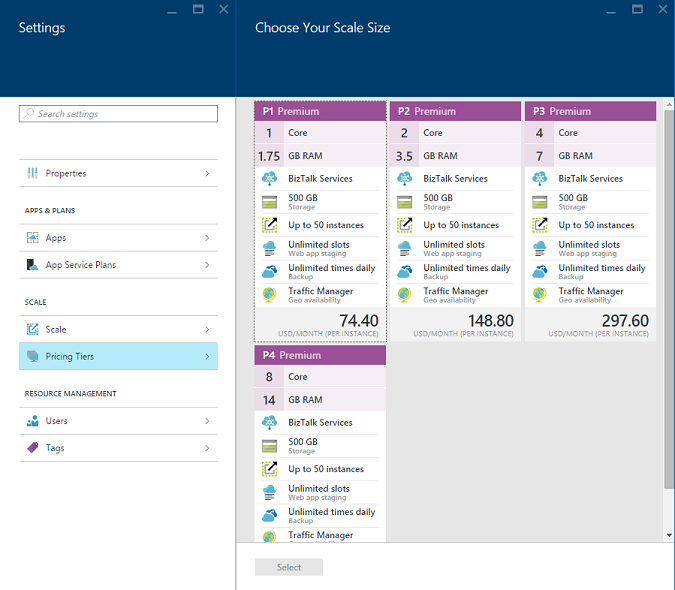 Settings
Search settings
Properties
APPS & PLANS
Apps
App Service Plans
SCALE
Scale
Pricing Tiers
RESOURCE MANAGEMENT
Users
Tags
Choose Your Scale Size
P1 Premium
1 Core
1.75 GB RAM
BizTalk Services
500 GB
Storage
Up to 50 instances
Unlimited slots
Web app staging
Unlimited times daily
Backup
Traffic Manager
Geo availability
74.40
USD/MONTH (PER INSTANCE)
P2 Premium
2 Core
3.5 GB RAM
BizTalk Services
500 GB
Storage
Up to 50 instances
Unlimited slots
Web app staging
Unlimited times daily
Backup
Traffic Manager
Geo availability
148.80
USD/MONTH (PER INSTANCE)
P3 Premium
4 Core
7 GB RAM
BizTalk Services
500 GB
Storage
Up to 50 instances
Unlimited slots
Web app staging
Unlimited times daily
Backup
Traffic Manager
Geo availability
297.60
USD/MONTH (PER INSTANCE)
P4 Premium
8 Core
14 GB RAM
BizTalk Services
500 GB
Storage
Up to 50 instances
Unlimited slots
Web app staging
Unlimited times daily
Backup
Traffic Manager
Select